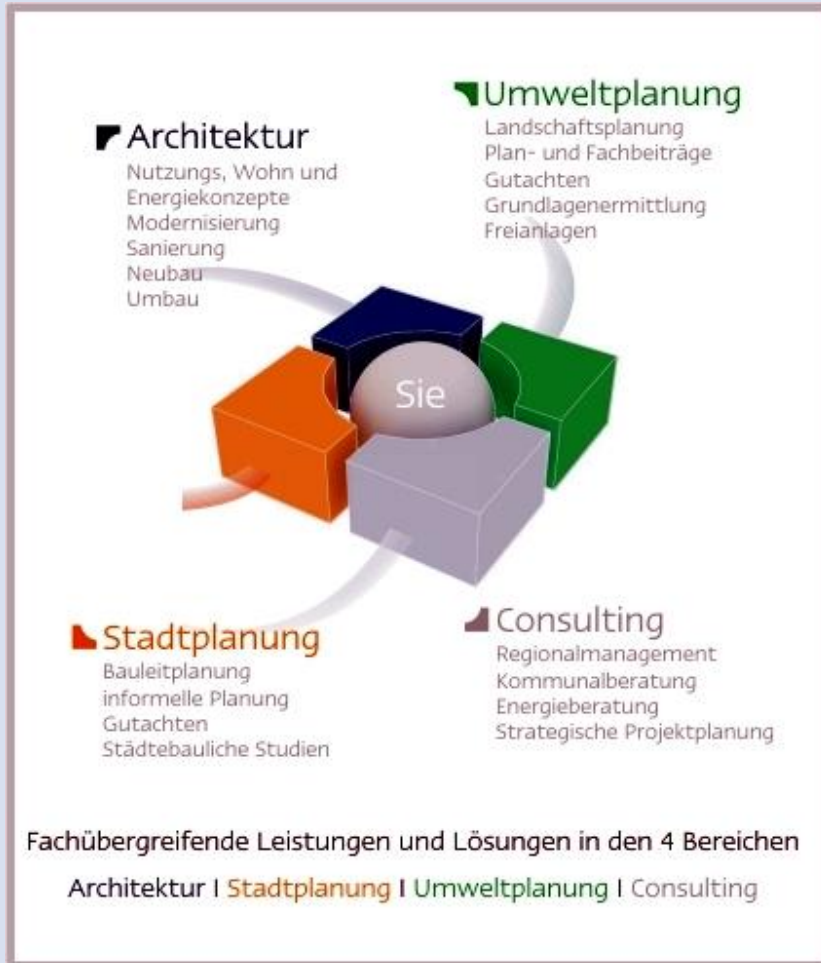 Architektur
Nutzungs, Wohn und
Energiekonzepte
Modernisierung
Sanierung
Neubau
Umbau
Umweltplanung
Landschaftsplanung
Plan- und Fachbeiträge
Gutachten
Grundlagenermittlung
Freianlagen
Sie
Stadtplanung
Bauleitplanung
informelle Planung
Gutachten
Städtebauliche Studien
Consulting
Regionalmanagement
Kommunalberatung
Energieberatung
Strategische Projektplanung
Fachübergreifende Leistungen und Lösungen in den 4 Bereichen
Architektur | Stadtplanung | Umweltplanung | Consulting